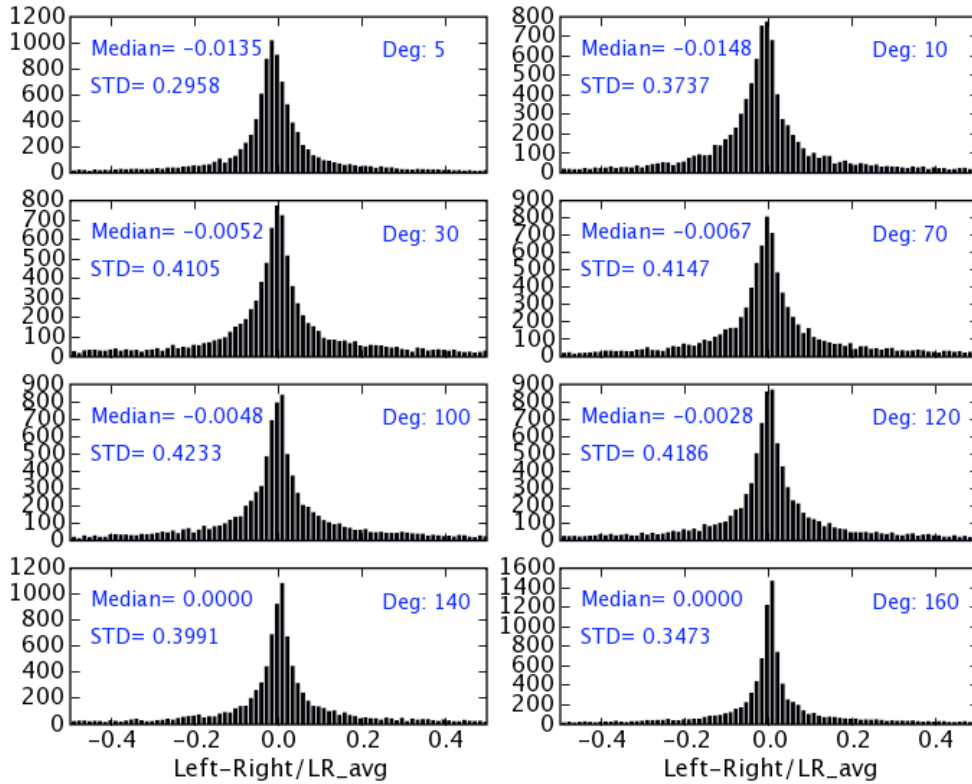 1200
1000
800
600
400
200
0
Median= -0.0135
STD= 0.2958
Deg: 5
800
700
600
500
400
300
200
100
0
Median= -0.0148
STD= 0.3737
Deg: 10
800
700
600
500
400
300
200
100
0
Median= -0.0052
STD= 0.4105
Deg: 30
900
800
700
600
500
400
300
200
100
0
Median= -0.0067
STD= 0.4147
Deg: 70
900
800
700
600
500
400
300
200
100
0
Median= -0.0048
STD= 0.4233
Deg: 100
900
800
700
600
500
400
300
200
100
0
Median= -0.0028
STD= 0.4186
Deg: 120
1200
1000
800
600
400
200
0
Median= 0.0000
STD= 0.3991
Deg: 140
−0.4 −0.2 0.0 0.2 0.4
Left-Right/LR_avg
1600
1400
1200
1000
800
600
400
200
0
Median= 0.0000
STD= 0.3473
Deg: 160
−0.4 −0.2 0.0 0.2 0.4
Left-Right/LR_avg